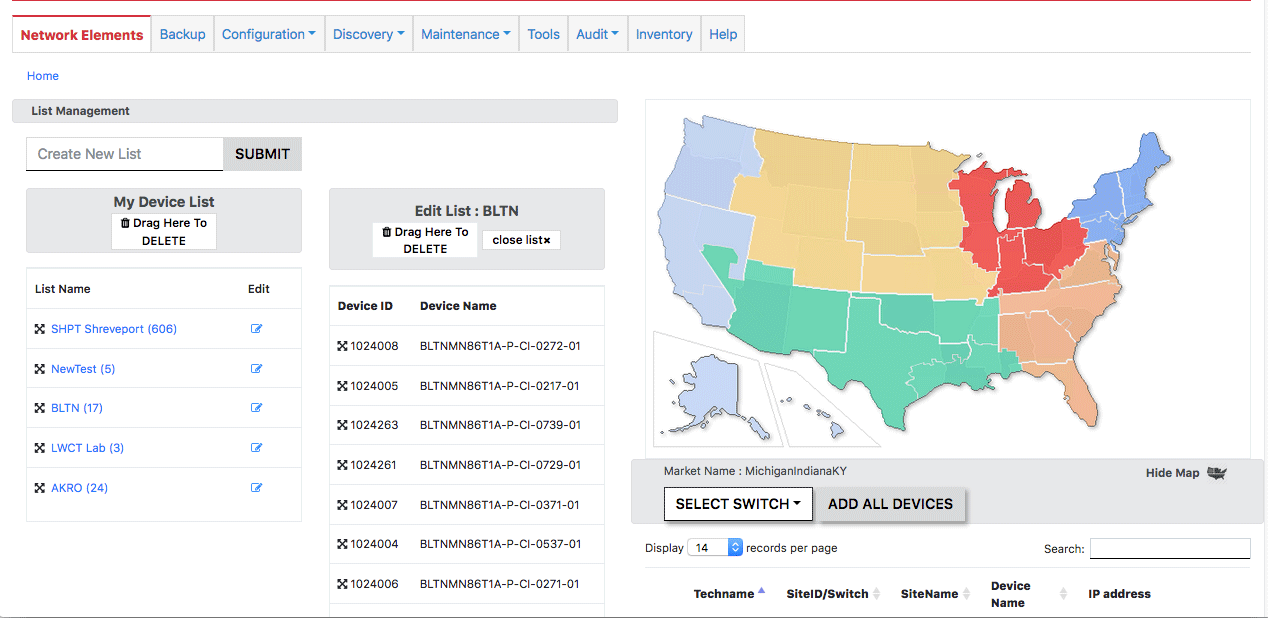 Network Elements Backup Configuration Discovery Maintenance Tools Audit Inventory Help
Home
List Management
Create New List SUBMIT
My Device List
Drag Here To
DELETE
List Name Edit
SHPT Shreveport (606)
NewTest (5)
BLTN (17)
LWCT Lab (3)
AKRO (24)
Edit List : BLTN
Drag Here To
DELETE
close list×
Device ID Device Name
1024008 BLTNMN86T1A-P-CI-0272-01
1024005 BLTNMN86T1A-P-CI-0217-01
1024263 BLTNMN86T1A-P-CI-0739-01
1024261 BLTNMN86T1A-P-CI-0729-01
1024007 BLTNMN86T1A-P-CI-0371-01
1024004 BLTNMN86T1A-P-CI-0537-01
1024006 BLTNMN86T1A-P-CI-0271-01
Market Name : MichiganIndianaKY
Hide Map
SELECT SWITCH ADD ALL DEVICES
Display 14 records per page
Search:
Techname SiteID/Switch SiteName Device
Name IP address